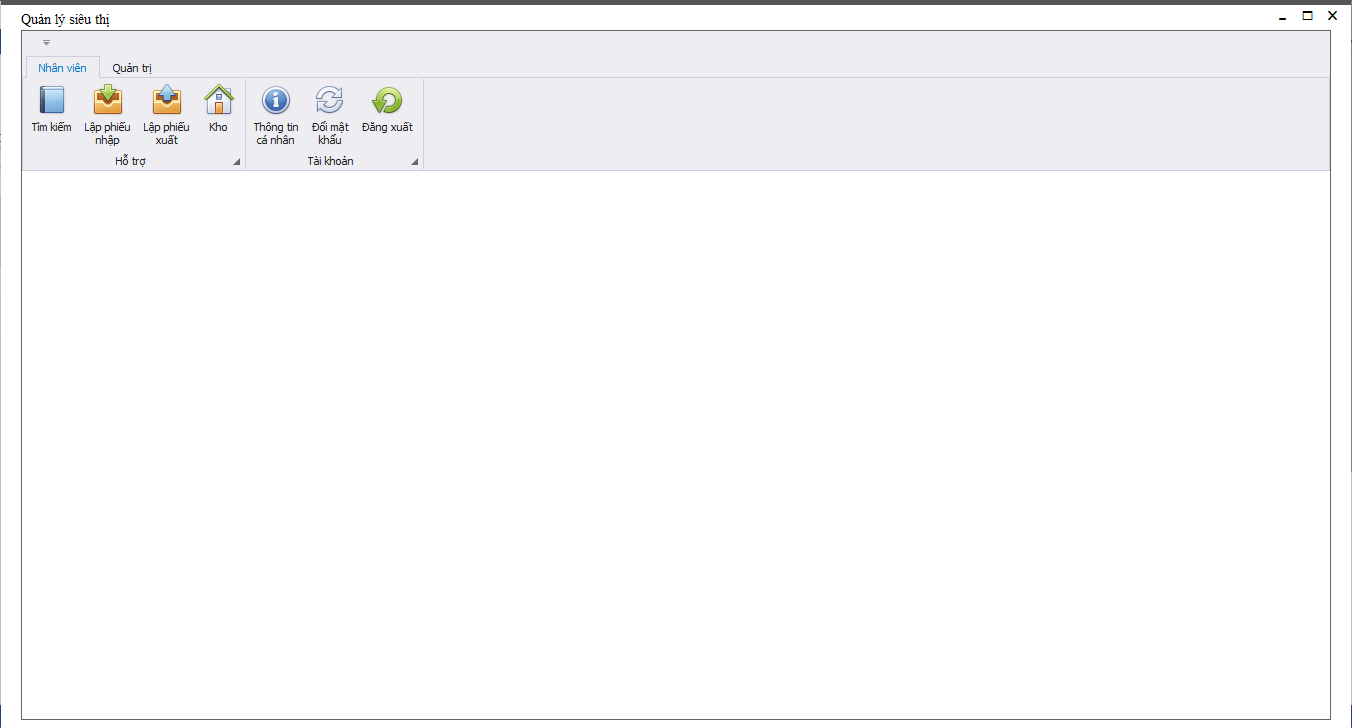 Quản lý siêu thị
Nhân viên
Quản trị
Tìm kiếm
Lập phiếu
nhập
Lập phiếu
xuất
Kho
Thông tin
cá nhân
Đổi mật
khẩu
Đăng xuất
Hỗ trợ
Tài khoản